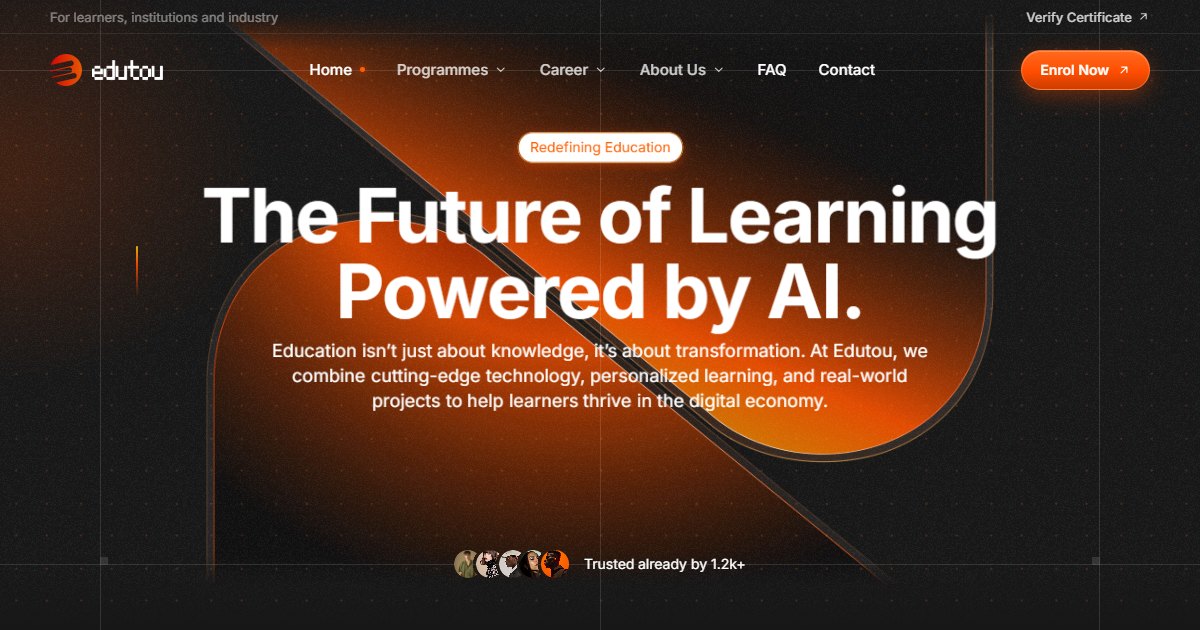 For learners, institutions and industry
Verify Certificate
edutou
Home
Programmes
Career
About Us
FAQ
Contact
Enrol Now
Redefining Education
The Future of Learning
Powered by AI.
Education isn’t just about knowledge, it’s about transformation. At Edutou, we
combine cutting-edge technology, personalized learning, and real-world
projects to help learners thrive in the digital economy.
Trusted already by 1.2k+